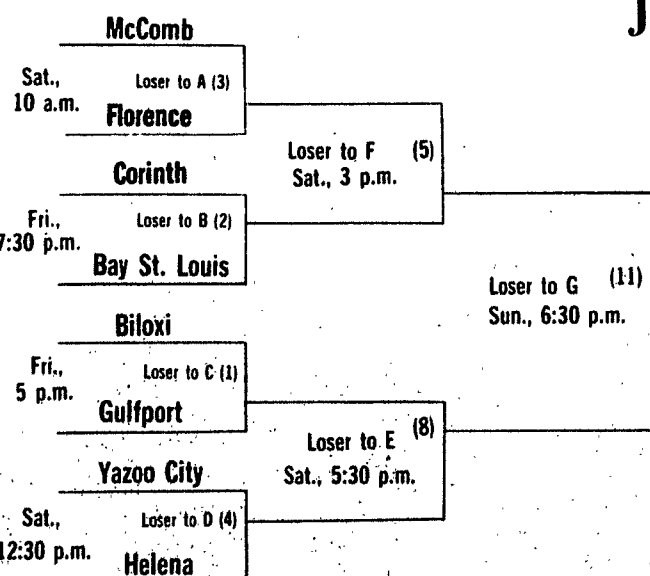 J
McComb
Sat.,
10 a.m.
Loser to A (3)
Florence
Loser to F (5)
Sat., 3 p.m.
Corinth
Fri.,
7:30 p.m.
Loser to B (2)
Bay St. Louis
Loser to G (11)
Sun., 6:30 p.m.
Biloxi
Fri.,
5 p.m.
Loser to C (1)
Gulfport
Loser to E (8)
Sat., 5:30 p.m.
Yazoo City
Sat.,
12:30 p.m.
Loser to D (4)
Helena